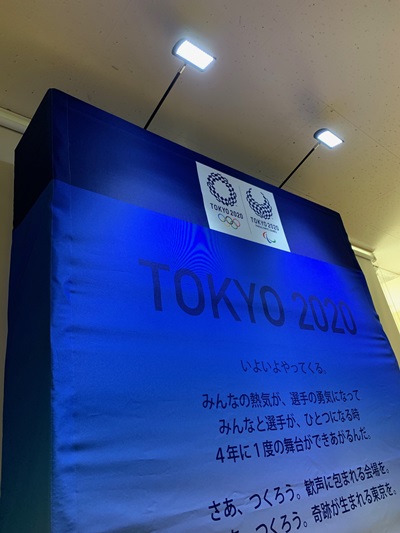 TOKYO 2020
TOKYO 2020
TOKYO 2020
いよいよやってくる。
みんなの熱気が、選手の勇気になって
みんなと選手が、ひとつになる時
4年に1度の舞台ができあがるんだ。
さあ、つくろう。歓声に包まれる会場を。
つくろう。奇跡が生まれる東京を。